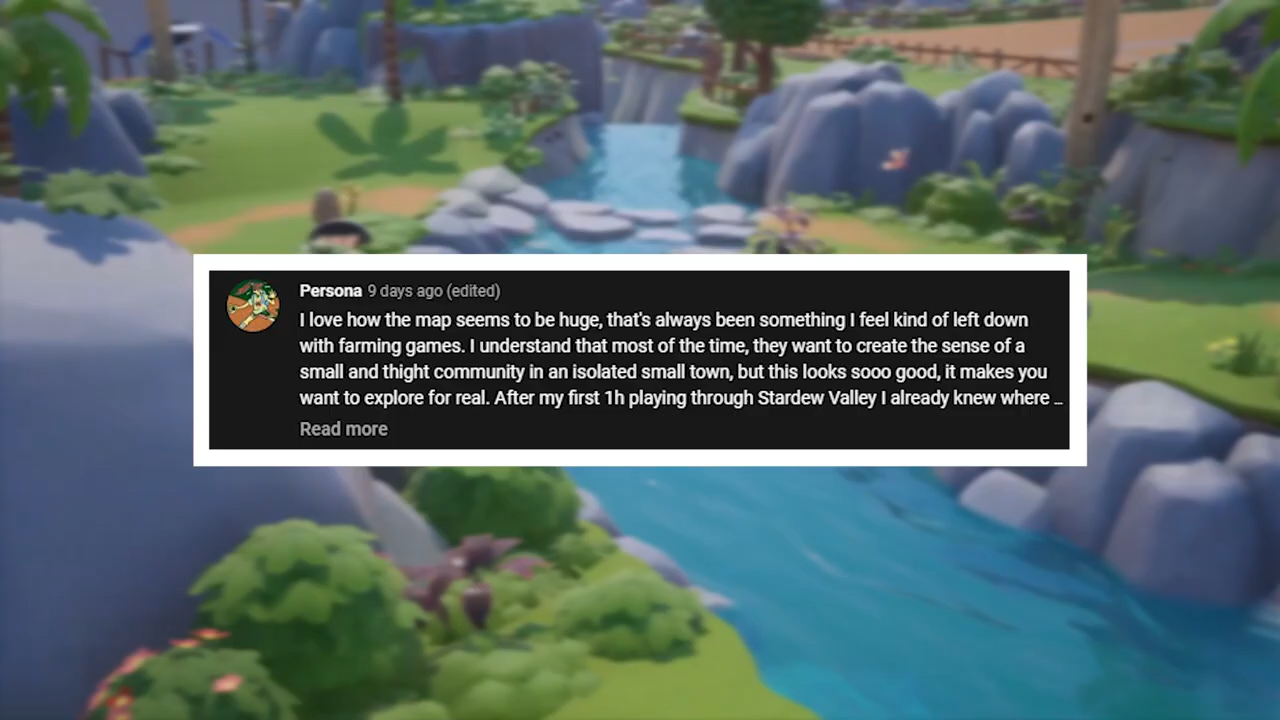 Persona 9 days ago (edited)
I love how the map seems to be huge, that's always been something I feel kind of left down
with farming games. I understand that most of the time, they want to create the sense of a
small and thight community in an isolated small town, but this looks sooo good, it makes you
want to explore for real. After my first 1h playing through Stardew Valley I already knew where ...
Read more